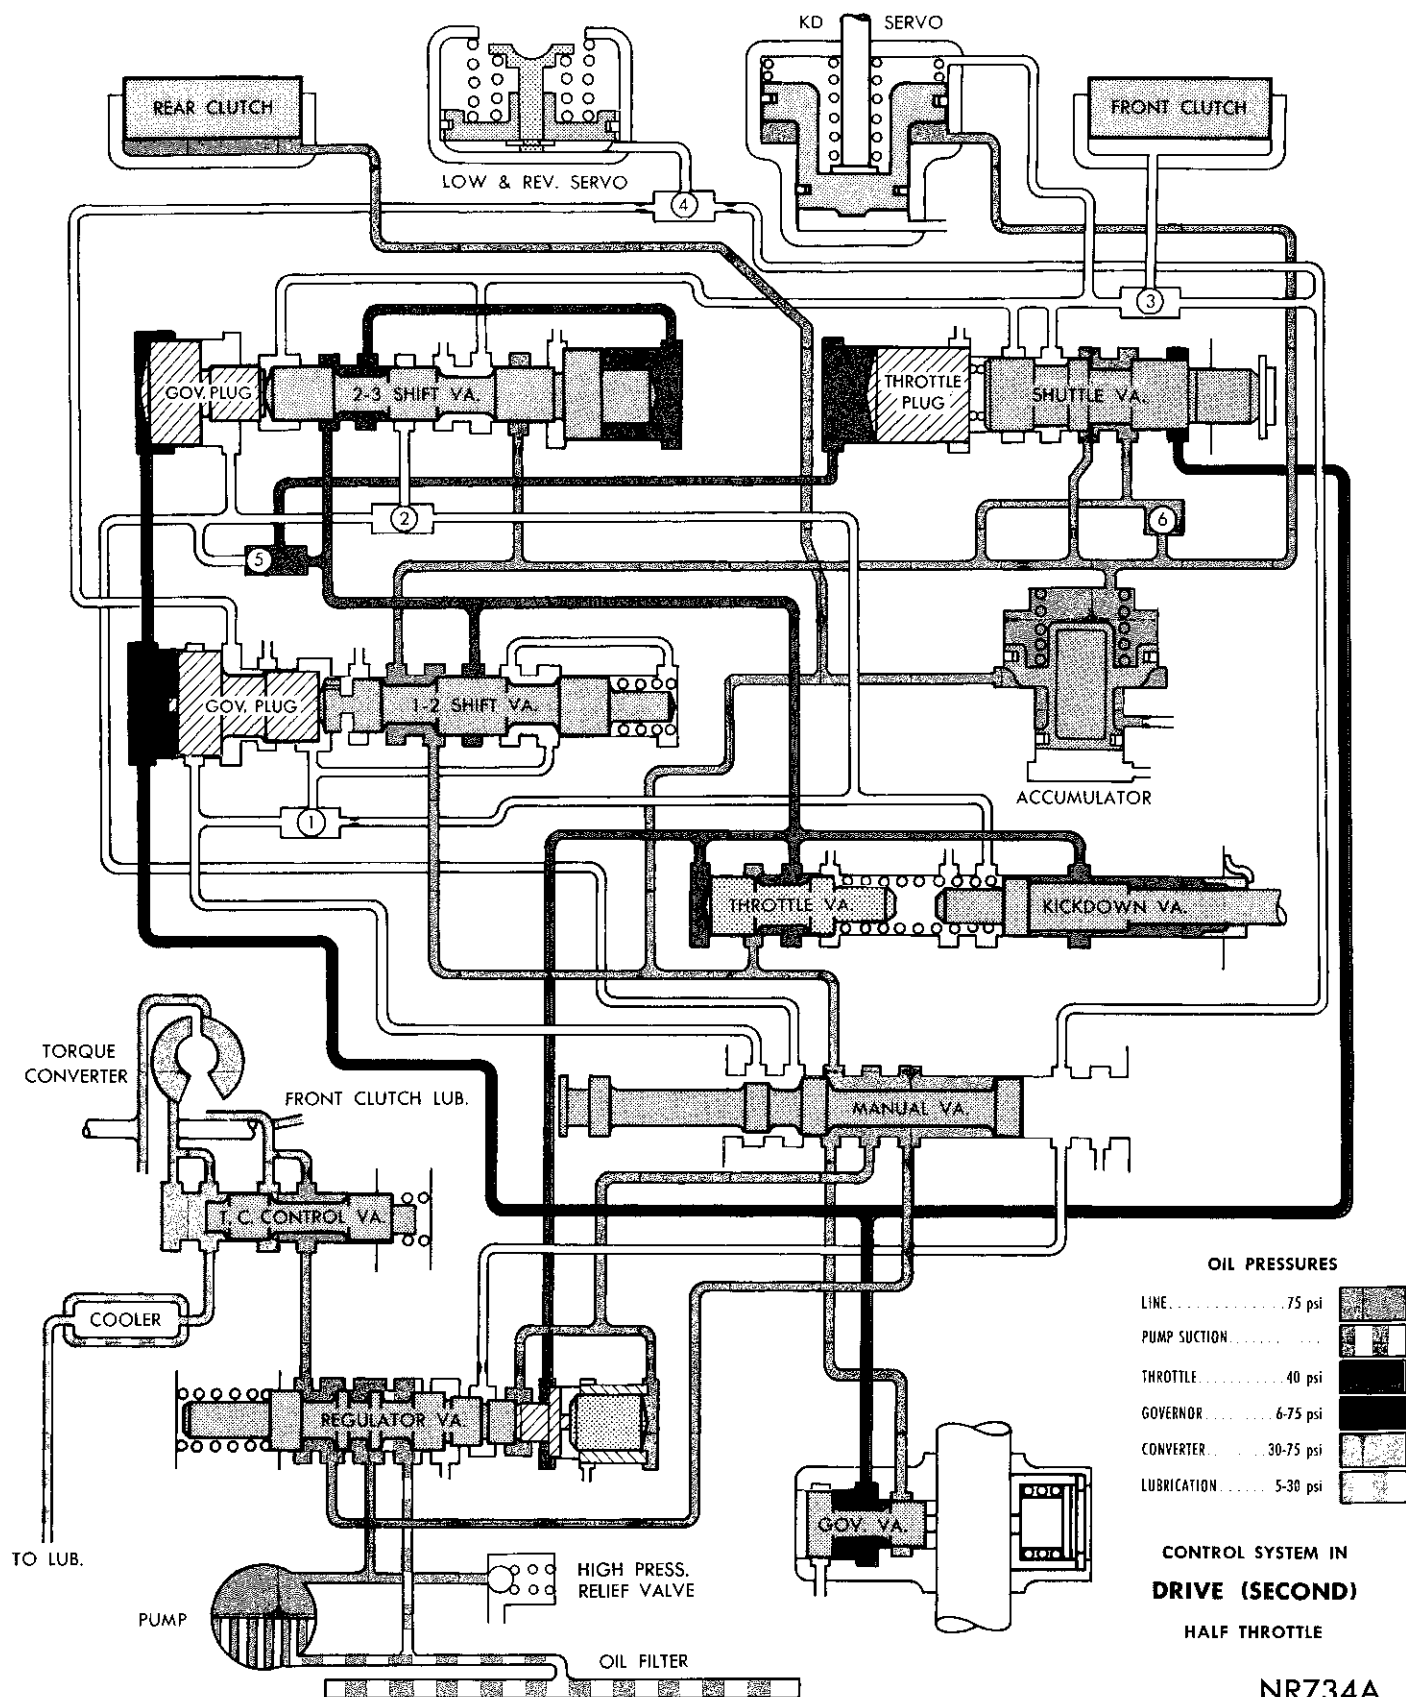 KD SERVO
REAR CLUTCH
FRONT CLUTCH
LOW & REV. SERVO
4
3
GOV. PLUG
2-3 SHIFT VA.
THROTTLE
PLUG
SHUTTLE VA.
2
6
5
GOV. PLUG
1-2 SHIFT VA.
ACCUMULATOR
1
THROTTLE VA.
KICKDOWN VA.
TORQUE
CONVERTER
FRONT CLUTCH LUB.
MANUAL VA.
T. C. CONTROL VA.
COOLER
REGULATOR VA.
OIL PRESSURES
LINE.............75 psi
PUMP SUCTION....... ...
THROTTLE..........40 psi
GOVERNOR........6-75 psi
CONVERTER......30-75 psi
LUBRICATION.....5-30 psi
GOV. VA.
TO LUB.
HIGH PRESS.
RELIEF VALVE
PUMP
OIL FILTER
CONTROL SYSTEM IN
DRIVE (SECOND)
HALF THROTTLE
NR734A